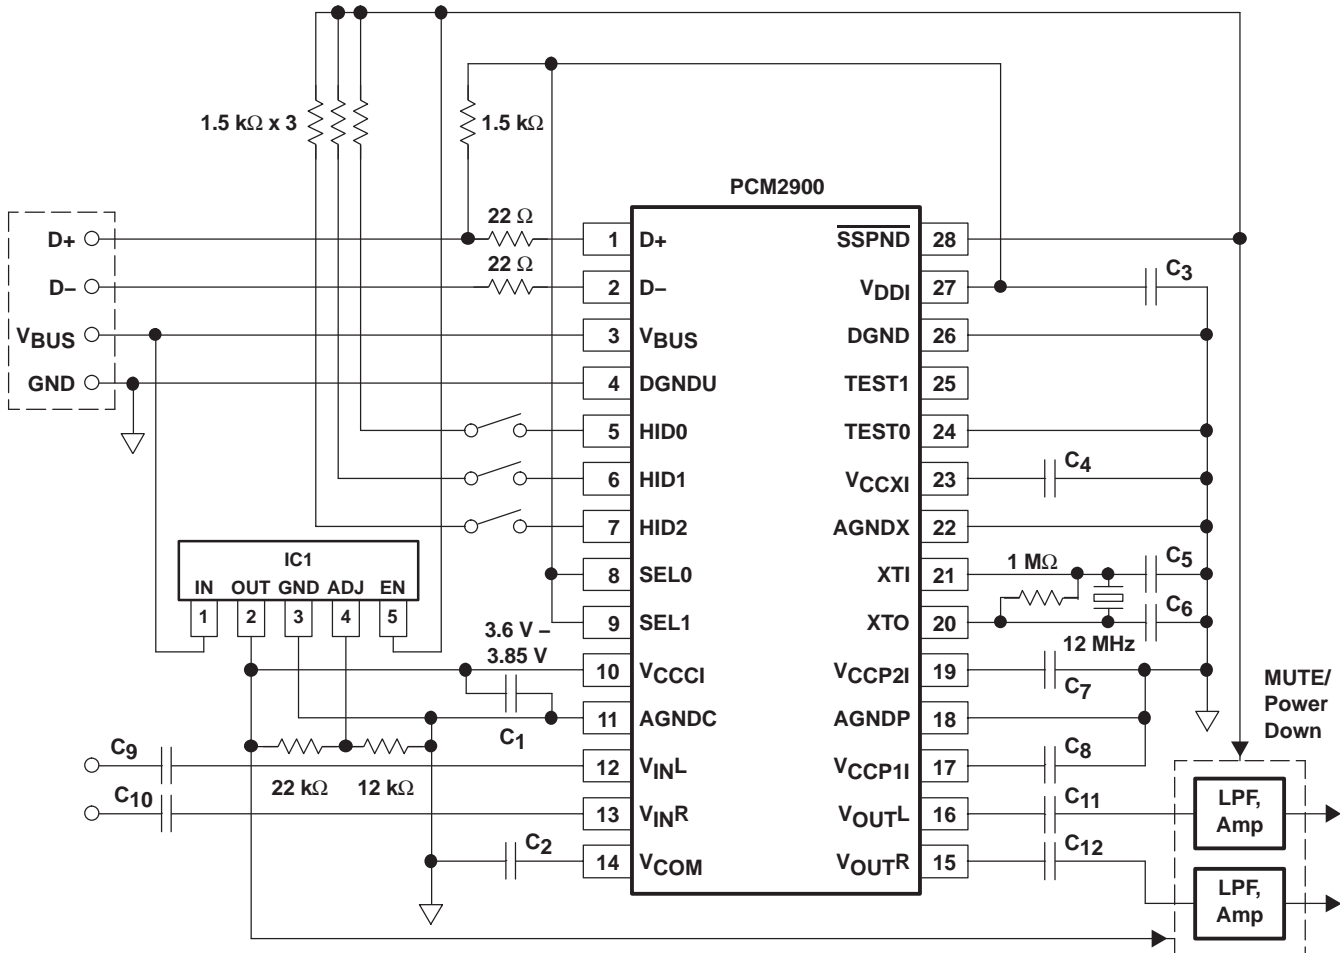 1.5 kΩ x 3
1.5 kΩ
PCM2900
22 Ω
22 Ω
D+
D–
VBUS
GND
1 D+
2 D–
3 VBUS
4 DGNDU
5 HID0
6 HID1
7 HID2
8 SEL0
9 SEL1
10 VCCCI
11 AGNDC
12 VINL
13 VINR
14 VCOM
SSPND 28
VDDI 27
DGND 26
TEST1 25
TEST0 24
VCCXI 23
AGNDX 22
XTI 21
XTO 20
VCCP2I 19
AGNDP 18
VCCP1I 17
VOUTL 16
VOUTR 15
IC1
IN OUT GND ADJ EN
1 2 3 4 5
3.6 V –
3.85 V
C1
22 kΩ
12 kΩ
C9
C10
C2
C3
C4
1 MΩ
C5
C6
12 MHz
C7
C8
C11
C12
MUTE/
Power
Down
LPF,
Amp
LPF,
Amp